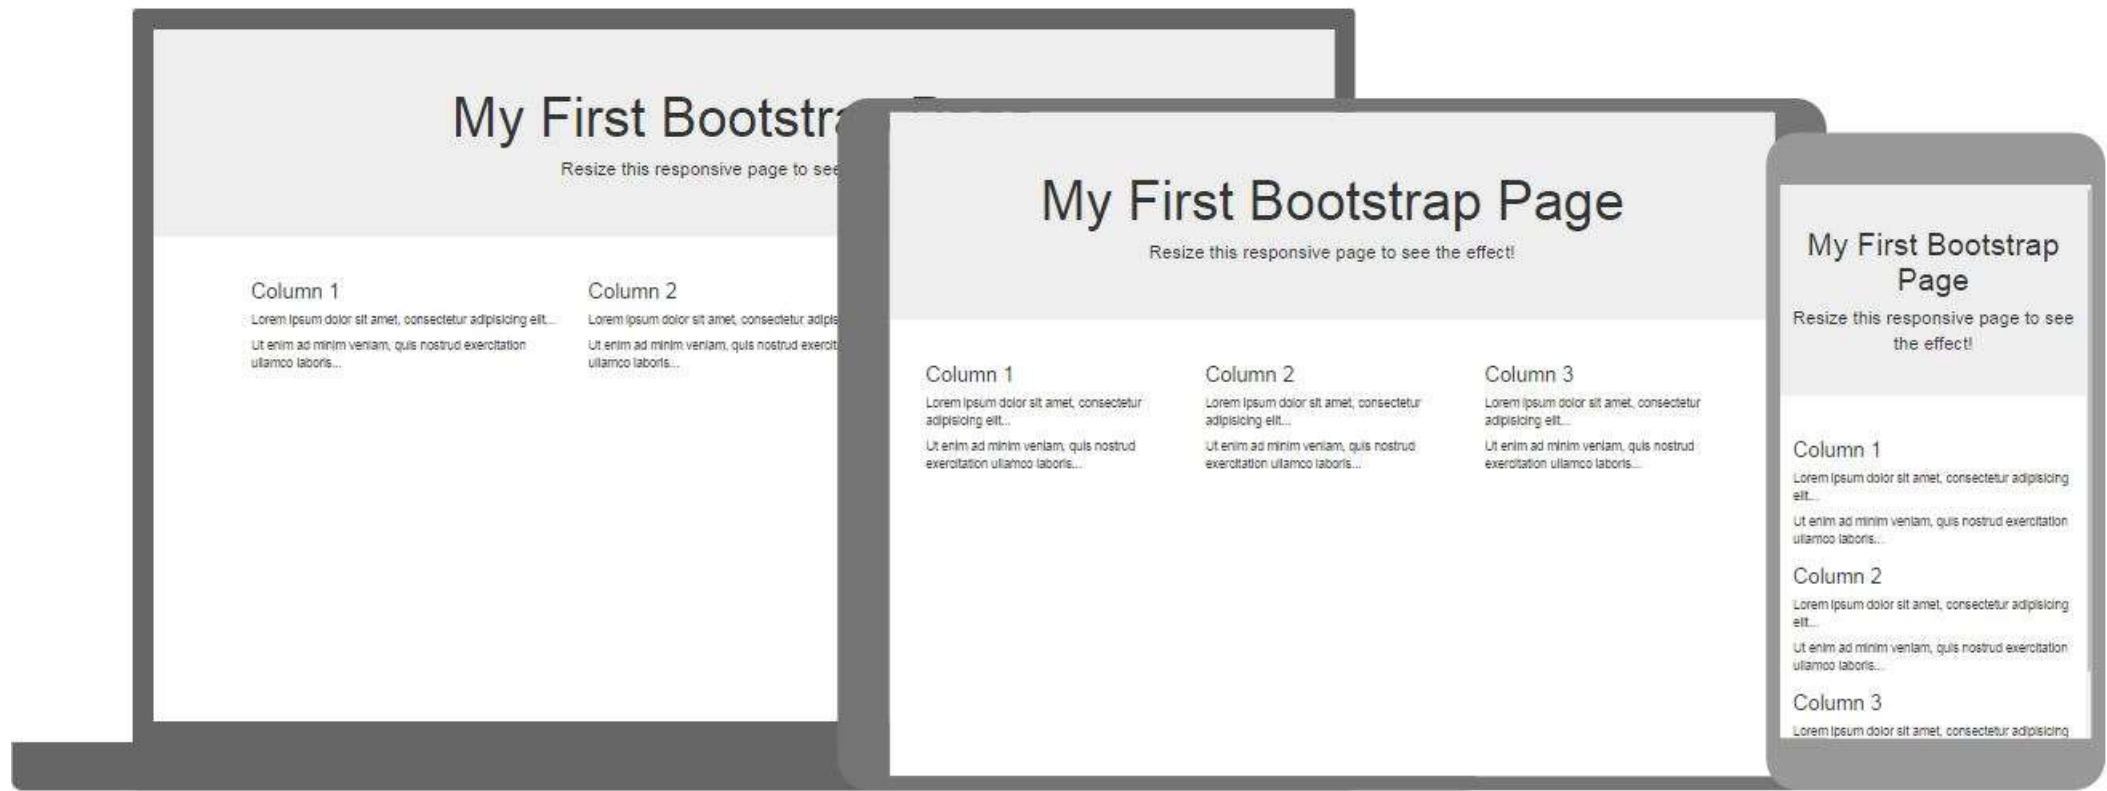 My First Bootstra
Resize this responsive page to see
Column 1
Lorem ipsum dolor sit amet, consectetur adipisicing elit...
Ut enim ad minim veniam, quis nostrud exercitation
ullamco laboris...
Column 2
Lorem ipsum dolor sit amet, consectetur adipis
Ut enim ad minim veniam, quis nostrud exercit
ullamco laboris...
My First Bootstrap Page
Resize this responsive page to see the effect!
Column 1
Lorem ipsum dolor sit amet, consectetur
adipisicing elit...
Ut enim ad minim veniam, quis nostrud
exercitation ullamco laboris...
Column 2
Lorem ipsum dolor sit amet, consectetur
adipisicing elit...
Ut enim ad minim veniam, quis nostrud
exercitation ullamco laboris...
Column 3
Lorem ipsum dolor sit amet, consectetur
adipisicing elit...
Ut enim ad minim veniam, quis nostrud
exercitation ullamco laboris...
My First Bootstrap
Page
Resize this responsive page to see
the effect!
Column 1
Lorem ipsum dolor sit amet, consectetur adipisicing
elit...
Ut enim ad minim veniam, quis nostrud exercitation
ullamco laboris...
Column 2
Lorem ipsum dolor sit amet, consectetur adipisicing
elit...
Ut enim ad minim veniam, quis nostrud exercitation
ullamco laboris...
Column 3
Lorem ipsum dolor sit amet, consectetur adipisicing